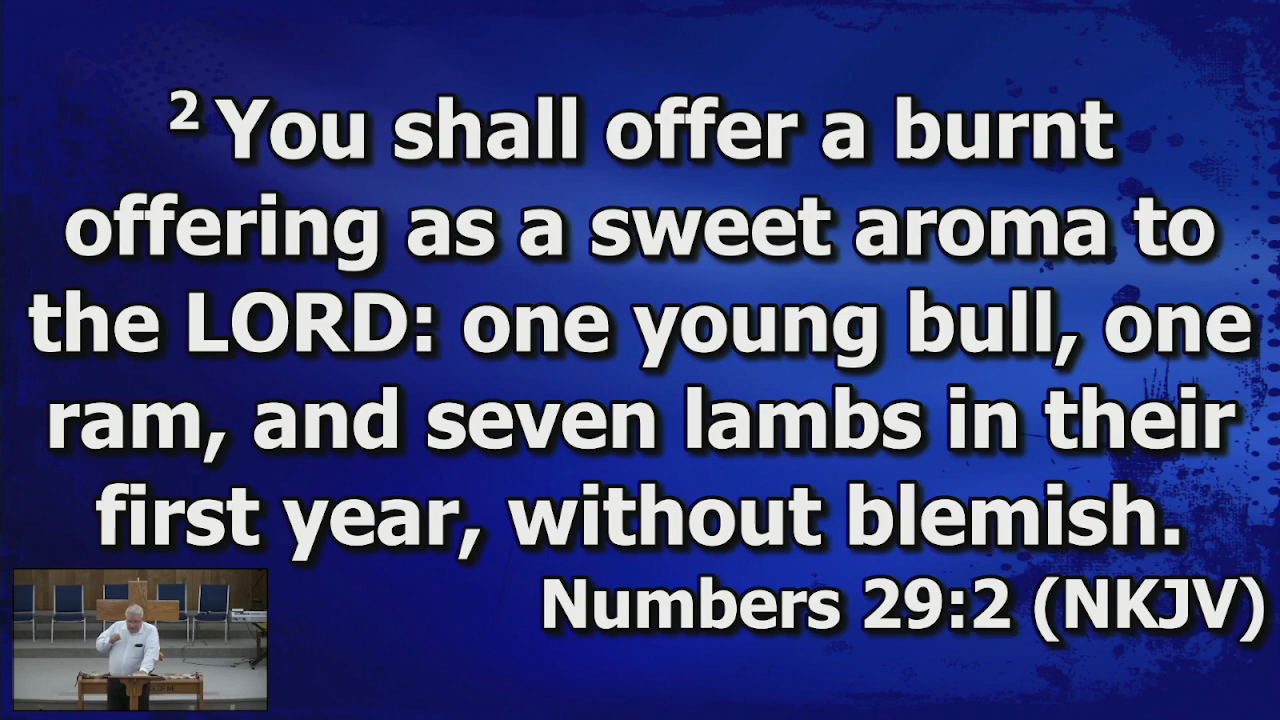 ² You shall offer a burnt
offering as a sweet aroma to
the LORD: one young bull, one
ram, and seven lambs in their
first year, without blemish.
Numbers 29:2 (NKJV)